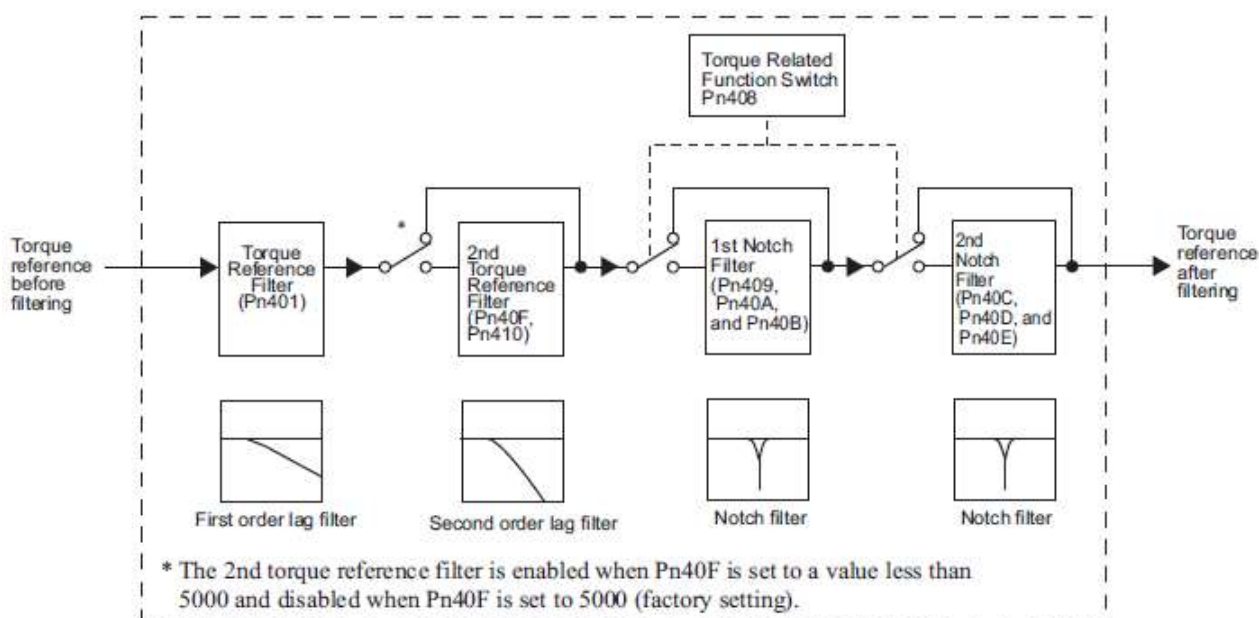 Torque Related
Function Switch
Pn408
Torque
reference
before
filtering
Torque
Reference
Filter
(Pn401)
*
2nd
Torque
Reference
Filter
(Pn40F,
Pn410)
1st Notch
Filter
(Pn409,
Pn40A,
and Pn40B)
2nd
Notch
Filter
(Pn40C,
Pn40D, and
Pn40E)
Torque
reference
after
filtering
First order lag filter
Second order lag filter
Notch filter
Notch filter
* The 2nd torque reference filter is enabled when Pn40F is set to a value less than
5000 and disabled when Pn40F is set to 5000 (factory setting).